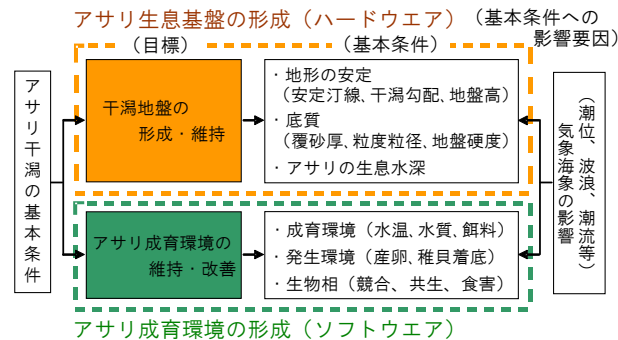 アサリ生息基盤の形成（ハードウエア）
（基本条件への
影響要因）
（目標）
（基本条件）
アサリ干潟の基本条件
干潟地盤の
形成・維持
・地形の安定
（安定汀線、干潟勾配、地盤高）
・底質
（覆砂厚、粒度粒径、地盤硬度）
・アサリの生息水深
アサリ成育環境の
維持・改善
・成育環境（水温、水質、餌料）
・発生環境（産卵、稚貝着底）
・生物相（競合、共生、食害）
気象海象の影響
（潮位、波浪、潮流等）
アサリ成育環境の形成（ソフトウエア）